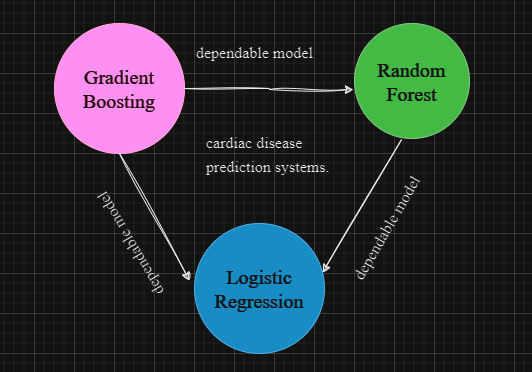 dependable model
Gradient
Boosting
Random
Forest
cardiac disease
prediction systems.
dependable model
dependable model
Logistic
Regression